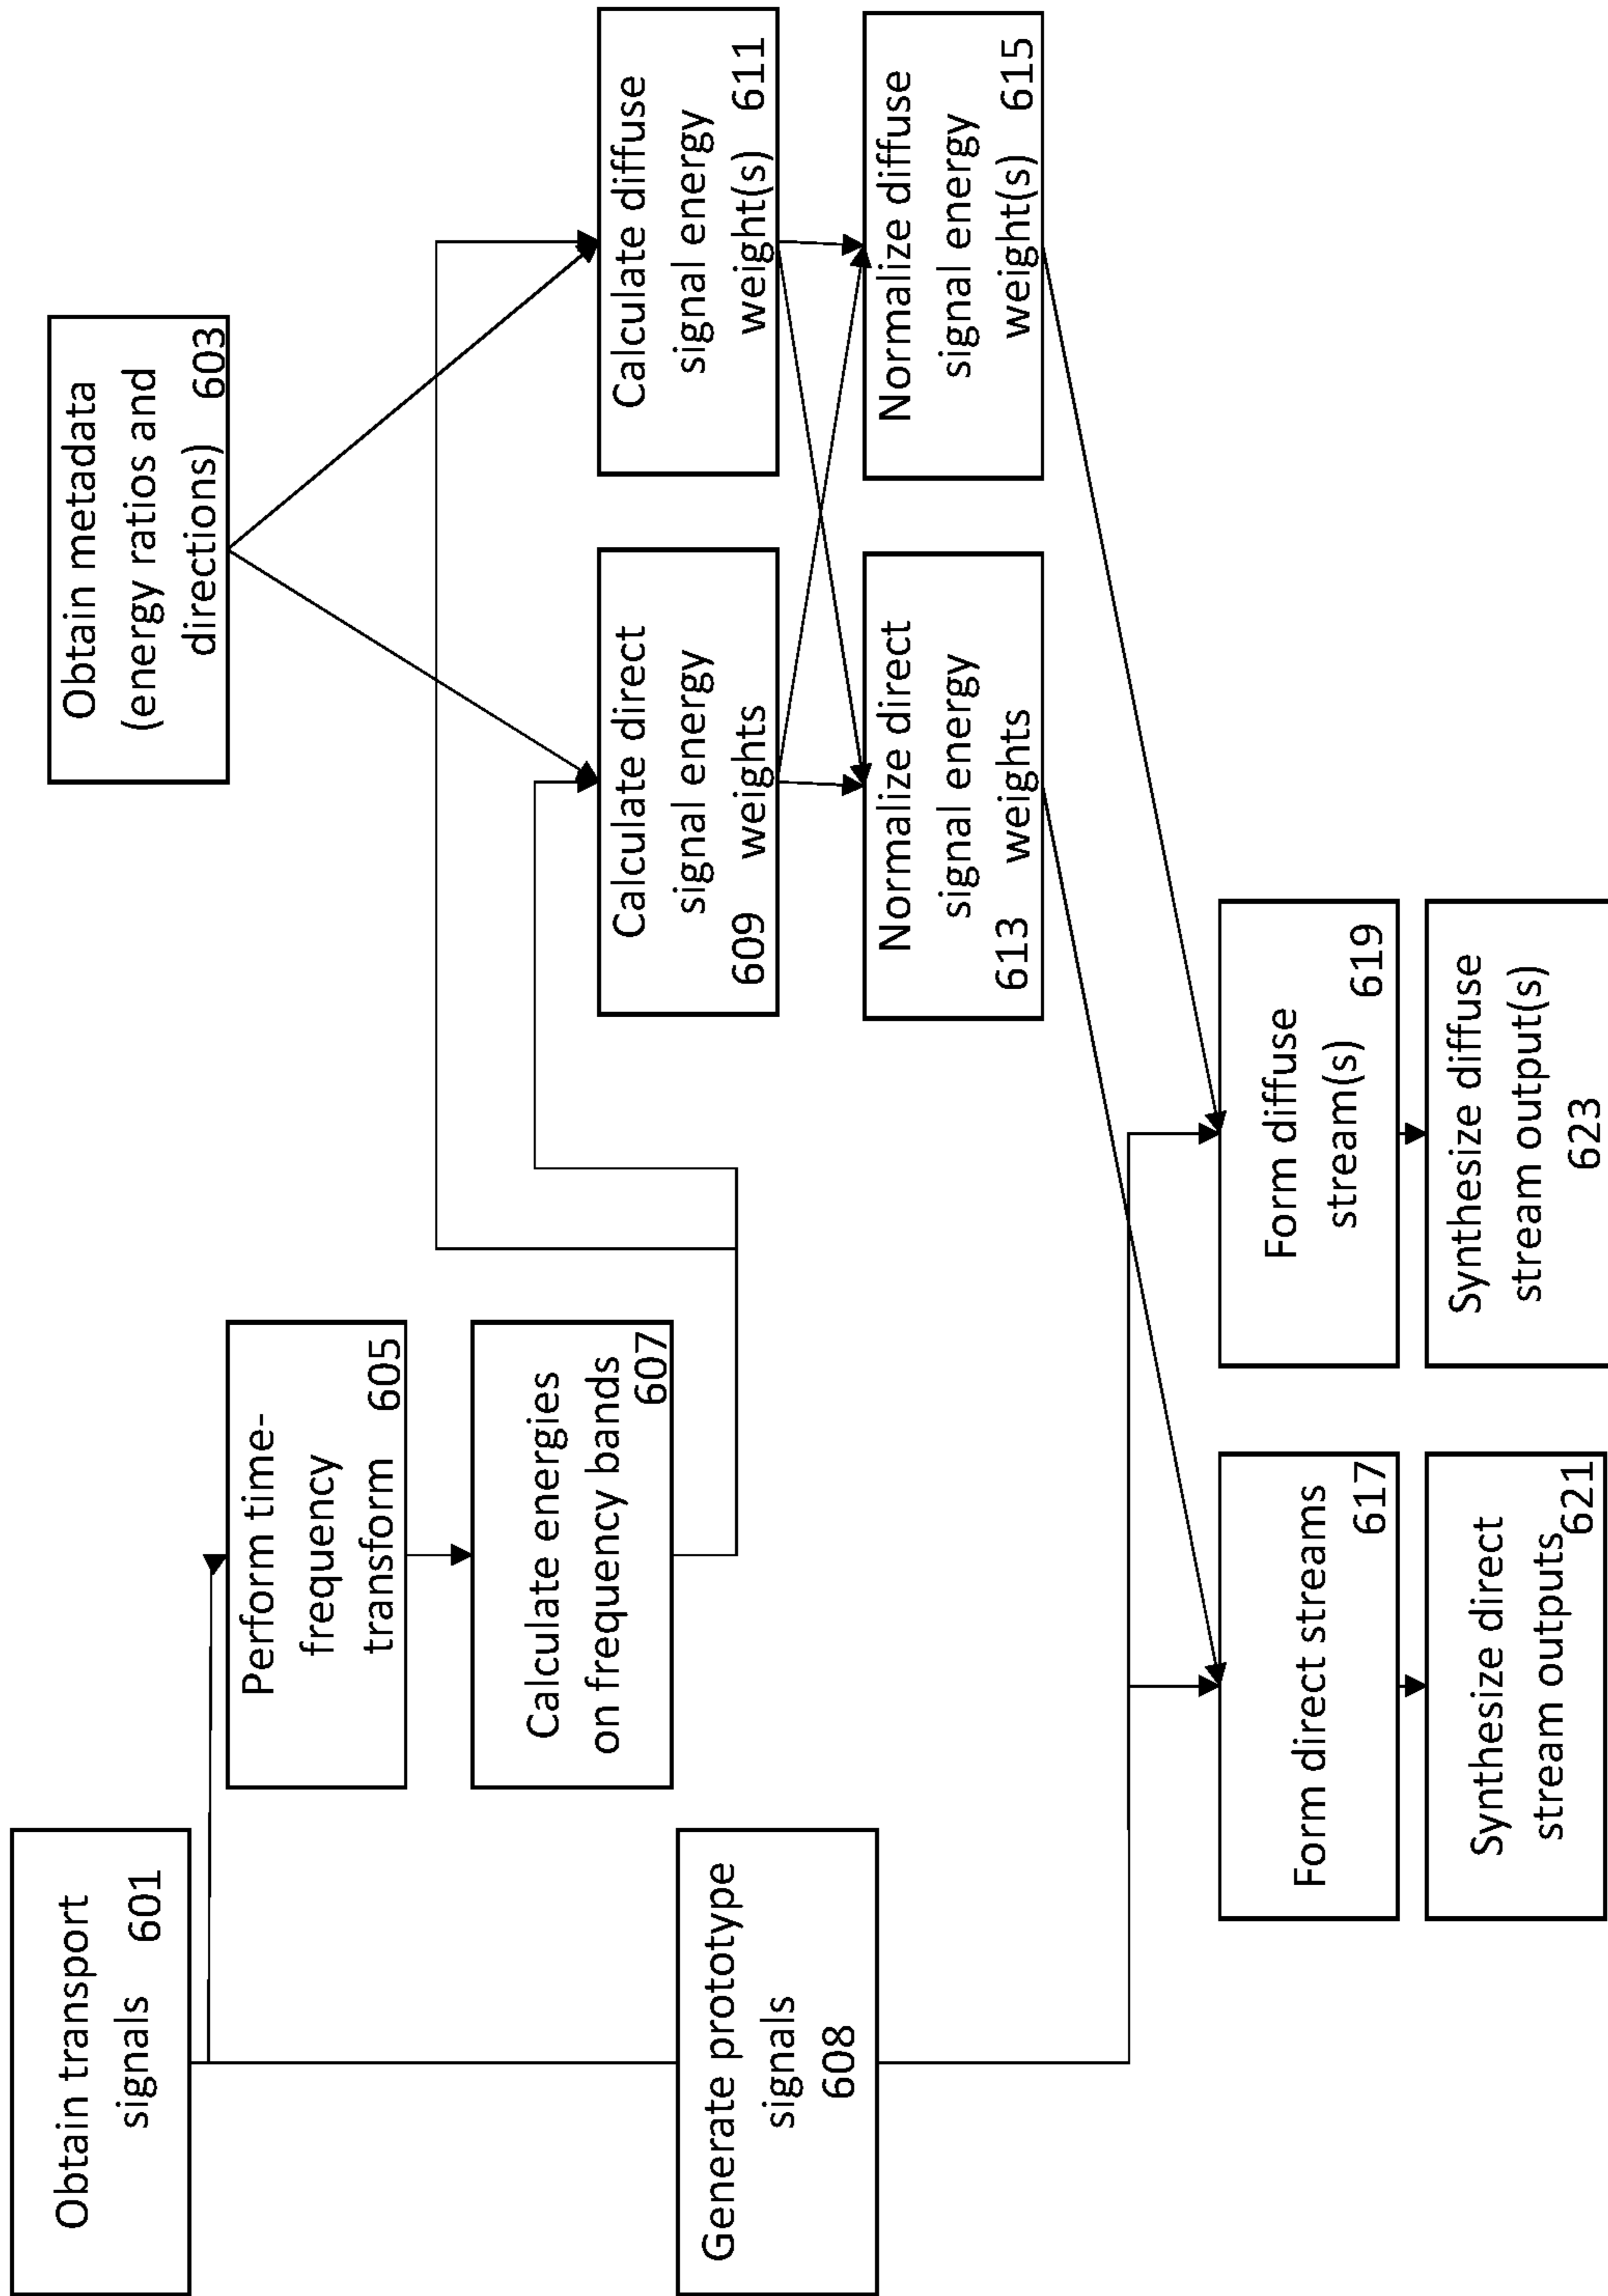 Obtain transport
signals 601
Obtain metadata
(energy ratios and
directions) 603
Perform time-
frequency
transform 605
Calculate energies
on frequency bands
607
Generate prototype
signals
608
Calculate direct
signal energy
609 weights
Calculate diffuse
signal energy
weight(s) 611
Normalize direct
signal energy
613 weights
Normalize diffuse
signal energy
weight(s) 615
Form direct streams
617
Form diffuse
stream(s) 619
Synthesize direct
stream outputs
621
Synthesize diffuse
stream output(s)
623